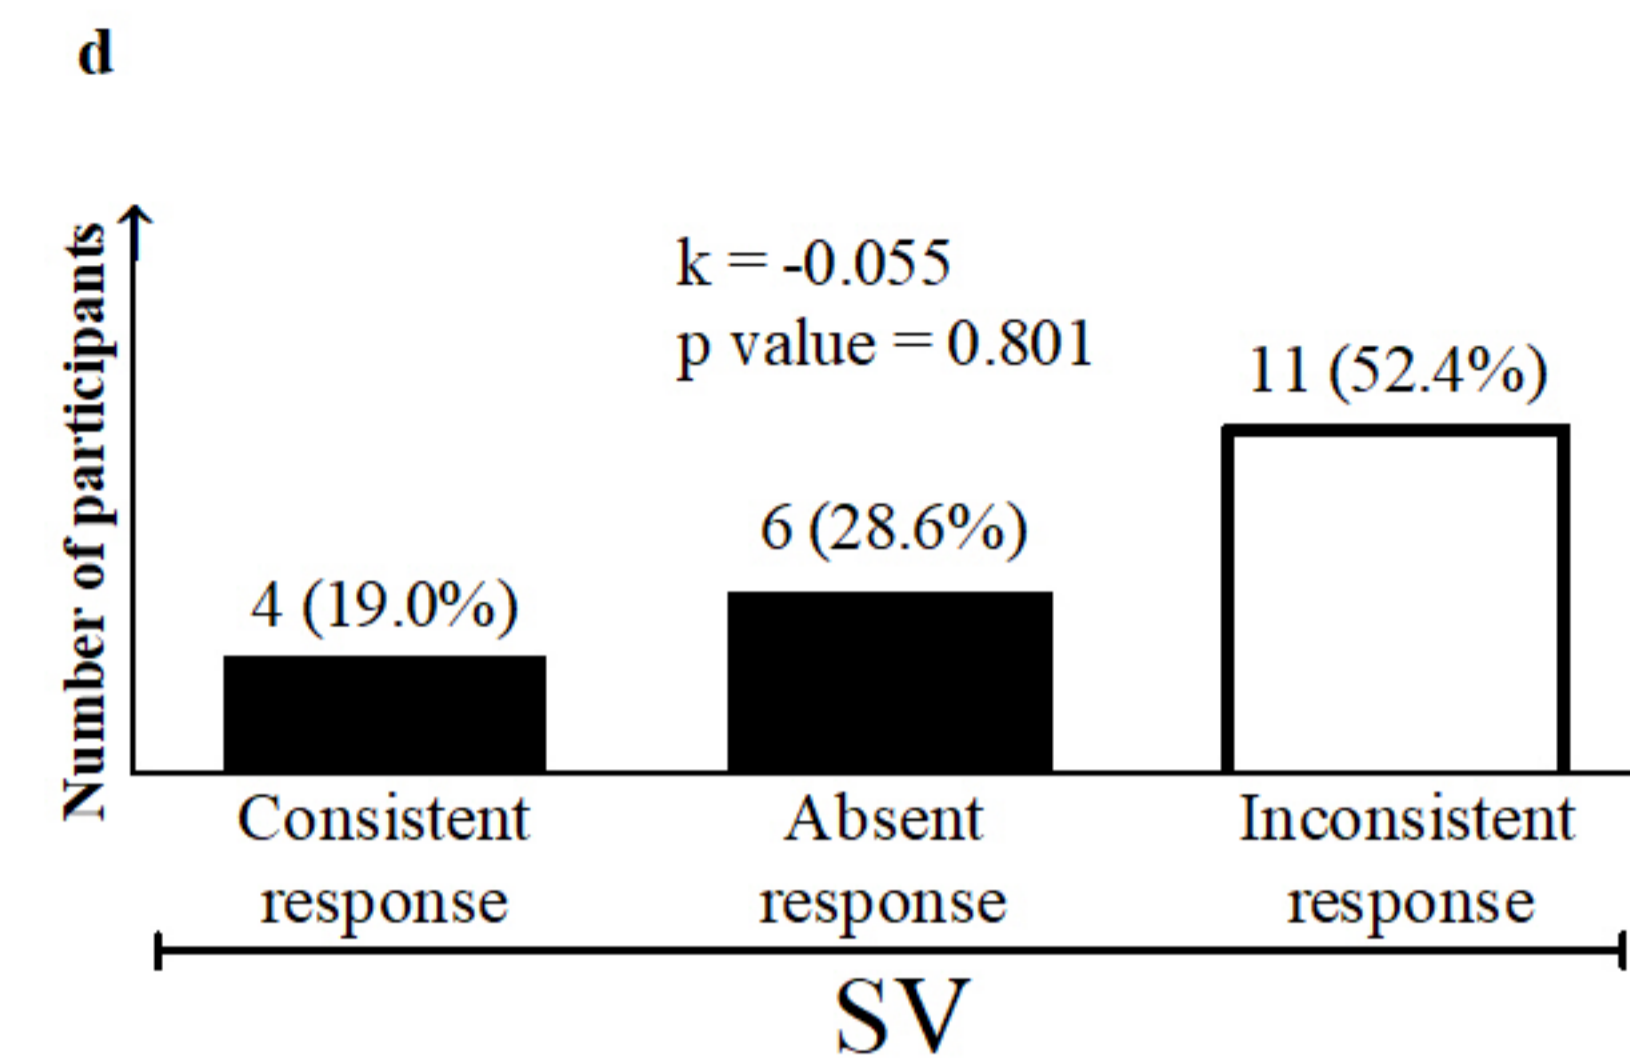 d
Number of participants
k = -0.055
p value = 0.801
4 (19.0%)
6 (28.6%)
11 (52.4%)
Consistent
response
Absent
response
Inconsistent
response
SV